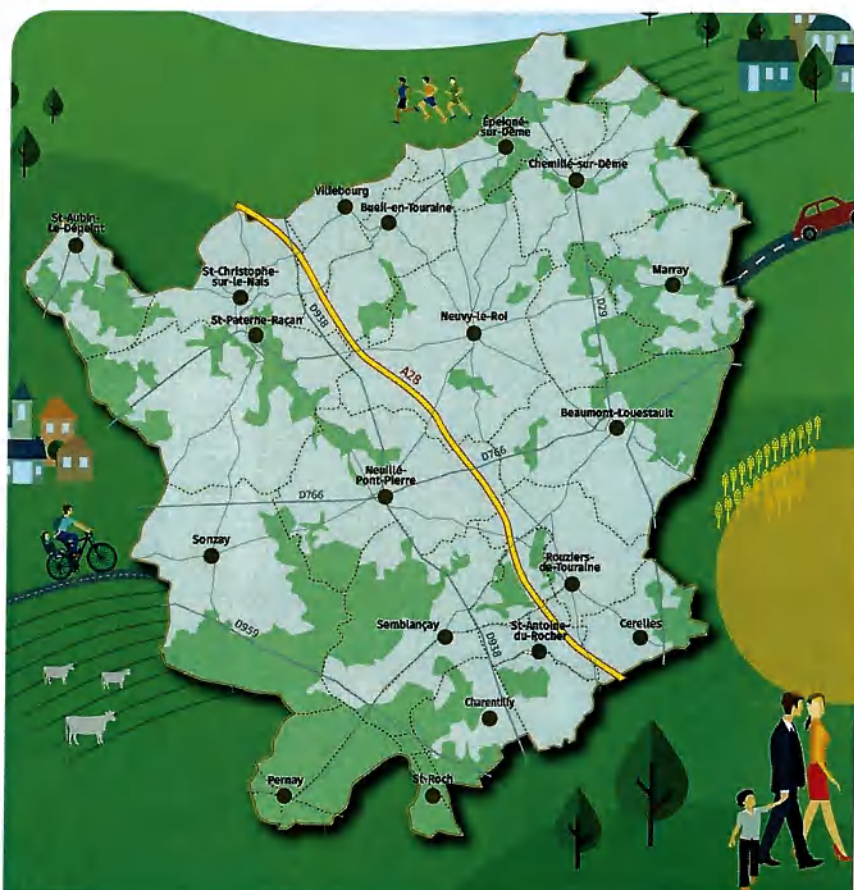 Épeigné-
sur-Dême
Chemillé-sur-Dême
Villebourg
Bueil-en-Touraine
St-Aubin-
Le-Dépeint
St-Christophe-
sur-le-Nais
Marray
D938
D29
St-Paterne-Racan
Neuvy-le-Roi
A28
Beaumont-Louestault
D766
Neuillé-
Pont-Pierre
D766
Sonzay
Rouziers-
de-Touraine
D959
Semblançay
D938
St-Antoine-
du-Rocher
Cerelles
Charentilly
Pernay
St-Roch